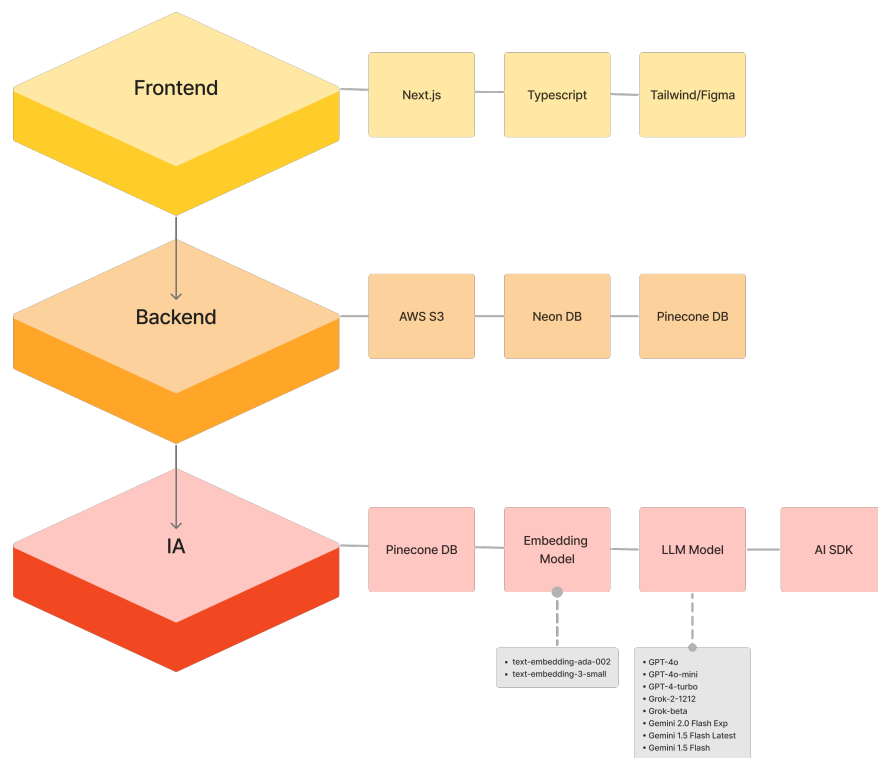 Frontend
Next.js
Typescript
Tailwind/Figma
Backend
AWS S3
Neon DB
Pinecone DB
IA
Pinecone DB
Embedding
Model
LLM Model
AI SDK
• text-embedding-ada-002
• text-embedding-3-small
• GPT-4o
• GPT-4o-mini
• GPT-4-turbo
• Grok-2-1212
• Grok-beta
• Gemini 2.0 Flash Exp
• Gemini 1.5 Flash Latest
• Gemini 1.5 Flash